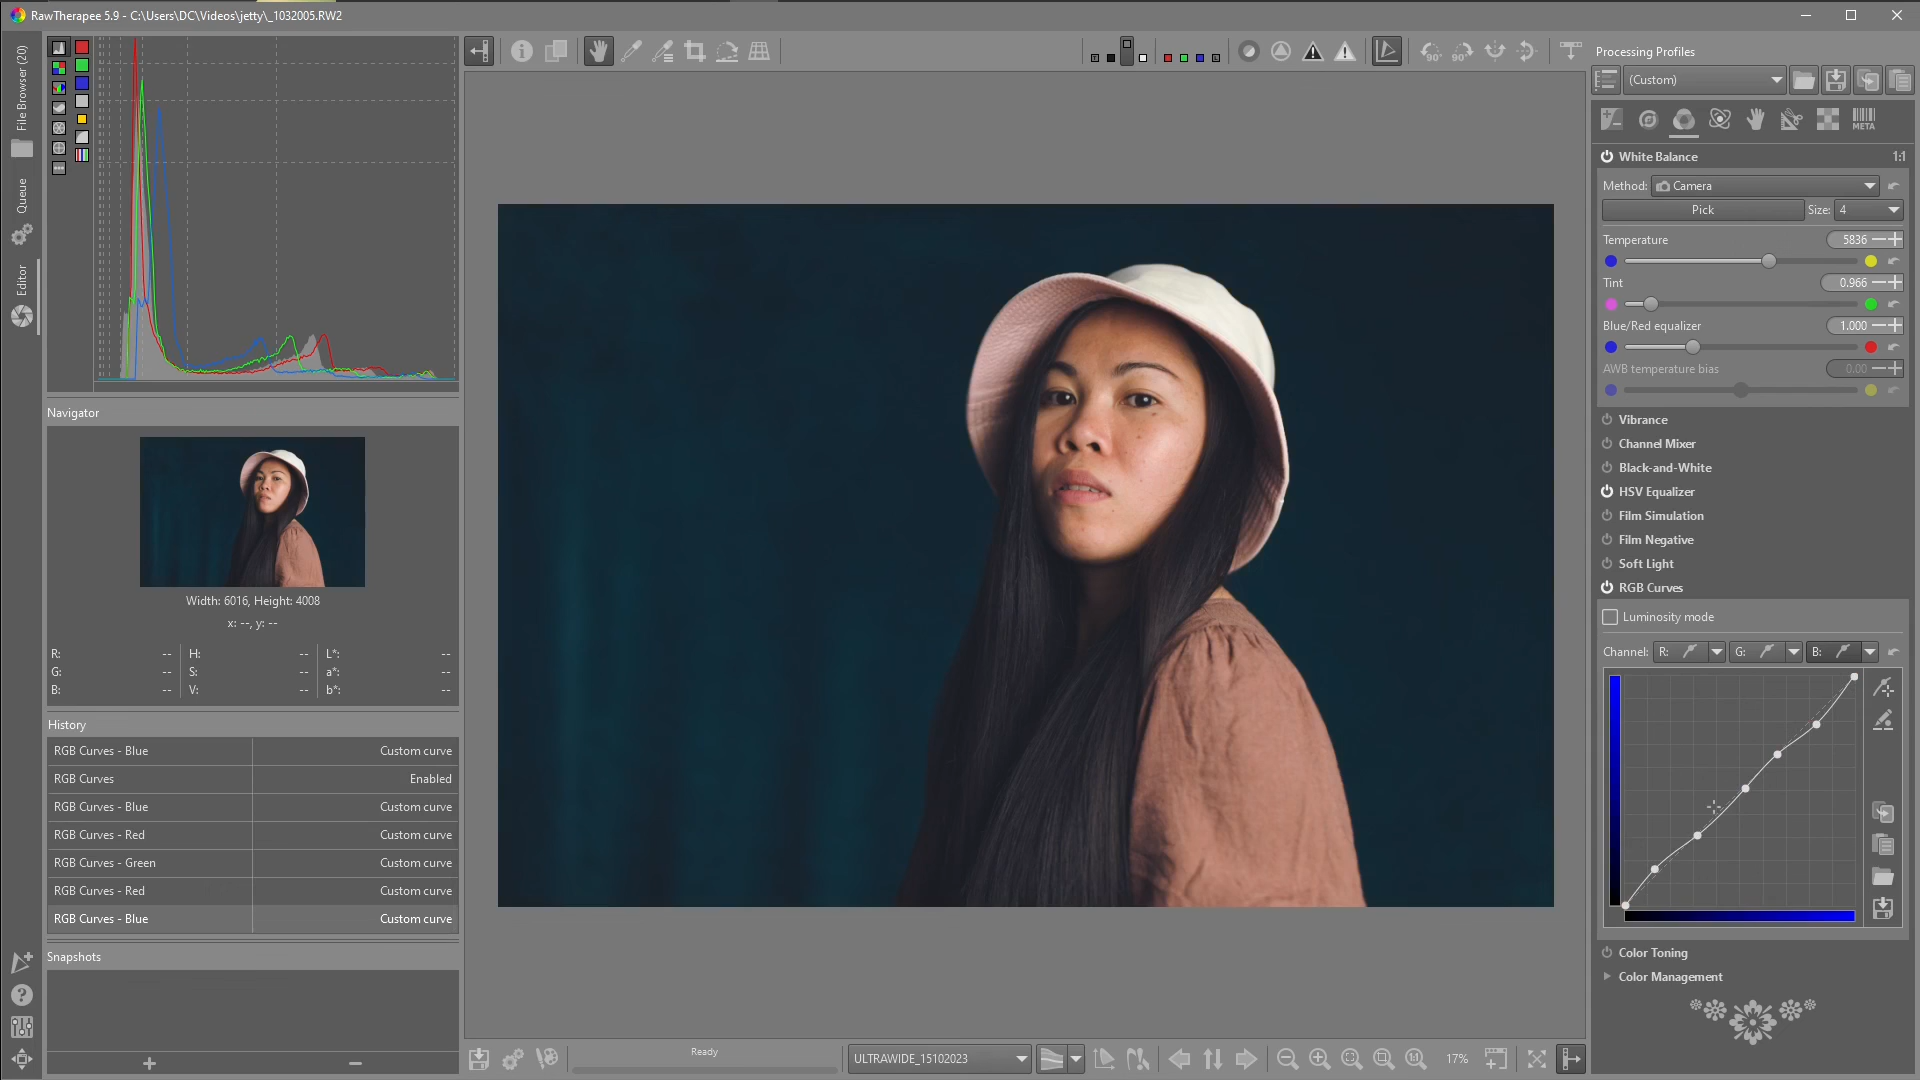 RawTherapee 5.9 - C:\Users\DC\Videos\jetty\_1032005.RW2
File Browser (20)
Queue
Editor
Navigator
Width: 6016, Height: 4008
x: --, y: --
R: -- H: -- L*: --
G: -- S: -- a*: --
B: -- V: -- b*: --
History
RGB Curves - Blue Custom curve
RGB Curves Enabled
RGB Curves - Blue Custom curve
RGB Curves - Red Custom curve
RGB Curves - Green Custom curve
RGB Curves - Red Custom curve
RGB Curves - Blue Custom curve
Snapshots
90° 90°
Ready
ULTRAWIDE_15102023
1:1
17%
Processing Profiles
(Custom)
META
White Balance 1:1
Method: Camera
Pick Size: 4
Temperature 5836
Tint 0.966
Blue/Red equalizer 1.000
AWB temperature bias 0.00
Vibrance
Channel Mixer
Black-and-White
HSV Equalizer
Film Simulation
Film Negative
Soft Light
RGB Curves
Luminosity mode
Channel: R: G: B:
Color Toning
Color Management